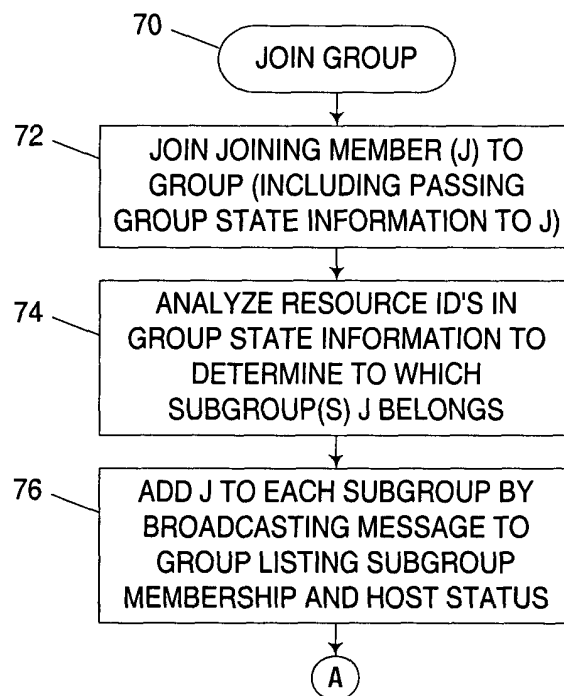 70
JOIN GROUP
72
JOIN JOINING MEMBER (J) TO
GROUP (INCLUDING PASSING
GROUP STATE INFORMATION TO J)
74
ANALYZE RESOURCE ID'S IN
GROUP STATE INFORMATION TO
DETERMINE TO WHICH
SUBGROUP(S) J BELONGS
76
ADD J TO EACH SUBGROUP BY
BROADCASTING MESSAGE TO
GROUP LISTING SUBGROUP
MEMBERSHIP AND HOST STATUS
A